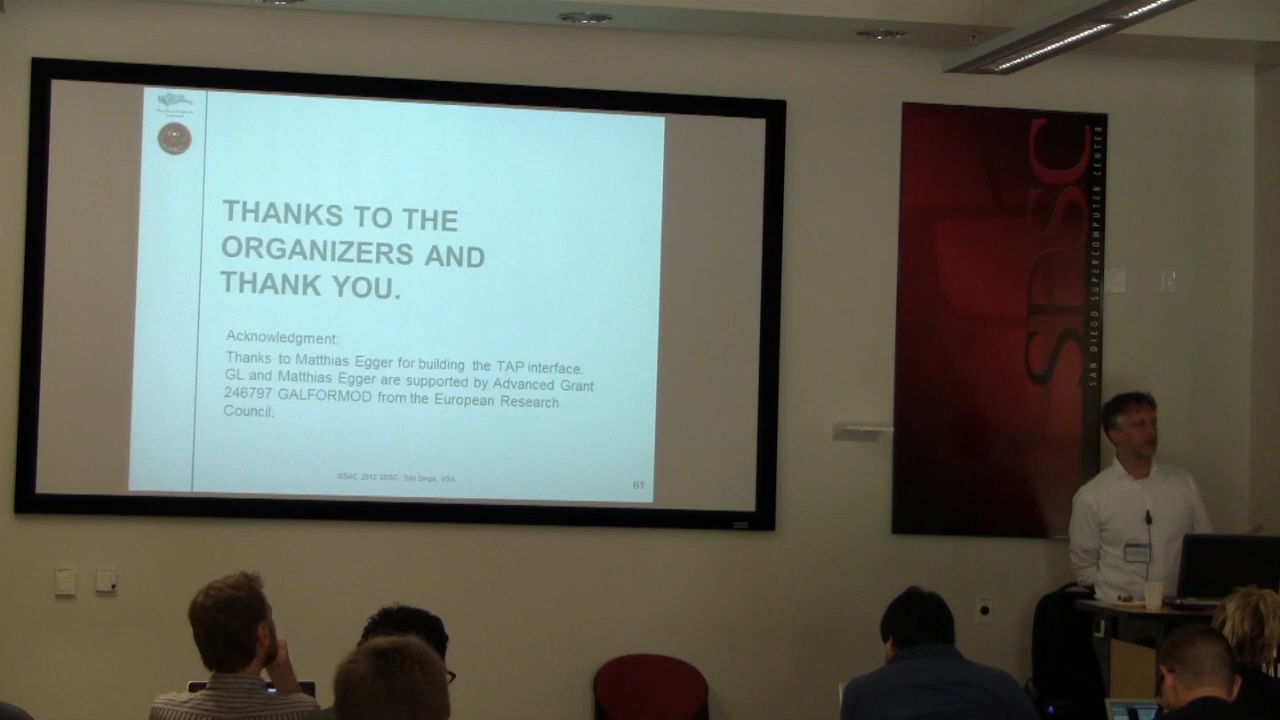 THANKS TO THE
ORGANIZERS AND
THANK YOU.
Acknowledgment:
Thanks to Matthias Egger for building the TAP interface.
GL and Matthias Egger are supported by Advanced Grant
246797 GALFORMOD from the European Research
Council.
2012 SDSC, San Diego, USA
61
SDSC
SAN DIEGO SUPERCOMPUTER CENTER